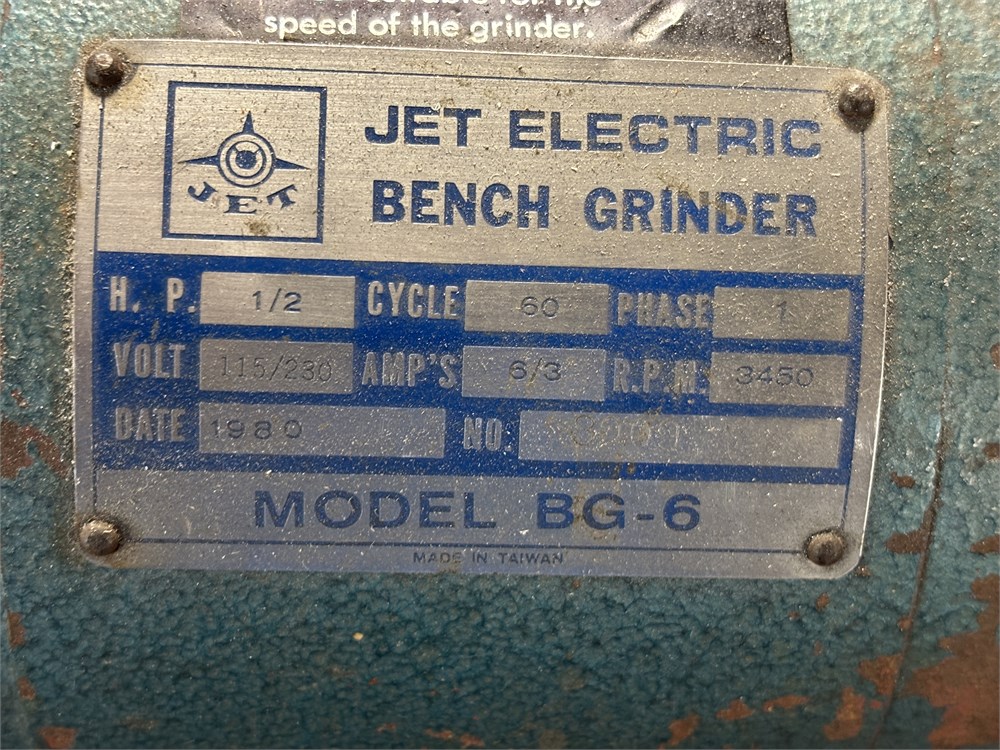 speed of the grinder.
JET
JET ELECTRIC
BENCH GRINDER
H. P. 1/2 CYCLE 60 PHASE 1
VOLT 115/230 AMP'S 6/3 R.P.M. 3450
DATE 1980 NO.
MODEL BG-6
MADE IN TAIWAN